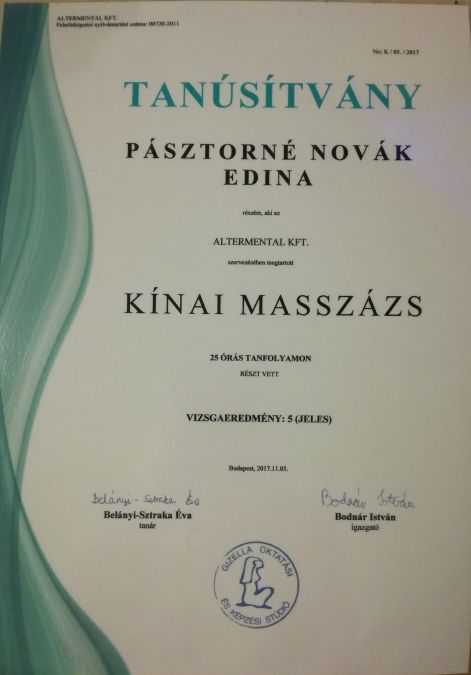 ALTERMENTAL KFT.
Felnőttképzési nyilvántartási száma: 00720-2011
No: K / 05. / 2017
TANÚSÍTVÁNY
PÁSZTORNÉ NOVÁK
EDINA
részére, aki az
ALTERMENTAL KFT.
szervezésében megtartott
KÍNAI MASSZÁZS
25 ÓRÁS TANFOLYAMON
RÉSZT VETT
VIZSGAEREDMÉNY: 5 (JELES)
Budapest, 2017.11.05.
Belányi - Sztraka Éva
Bodnár István
Belányi-Sztraka Éva
Bodnár István
tanár
igazgató
GIZELLA OKTATÁSI
ÉS KÉPZÉSI STÚDIÓ